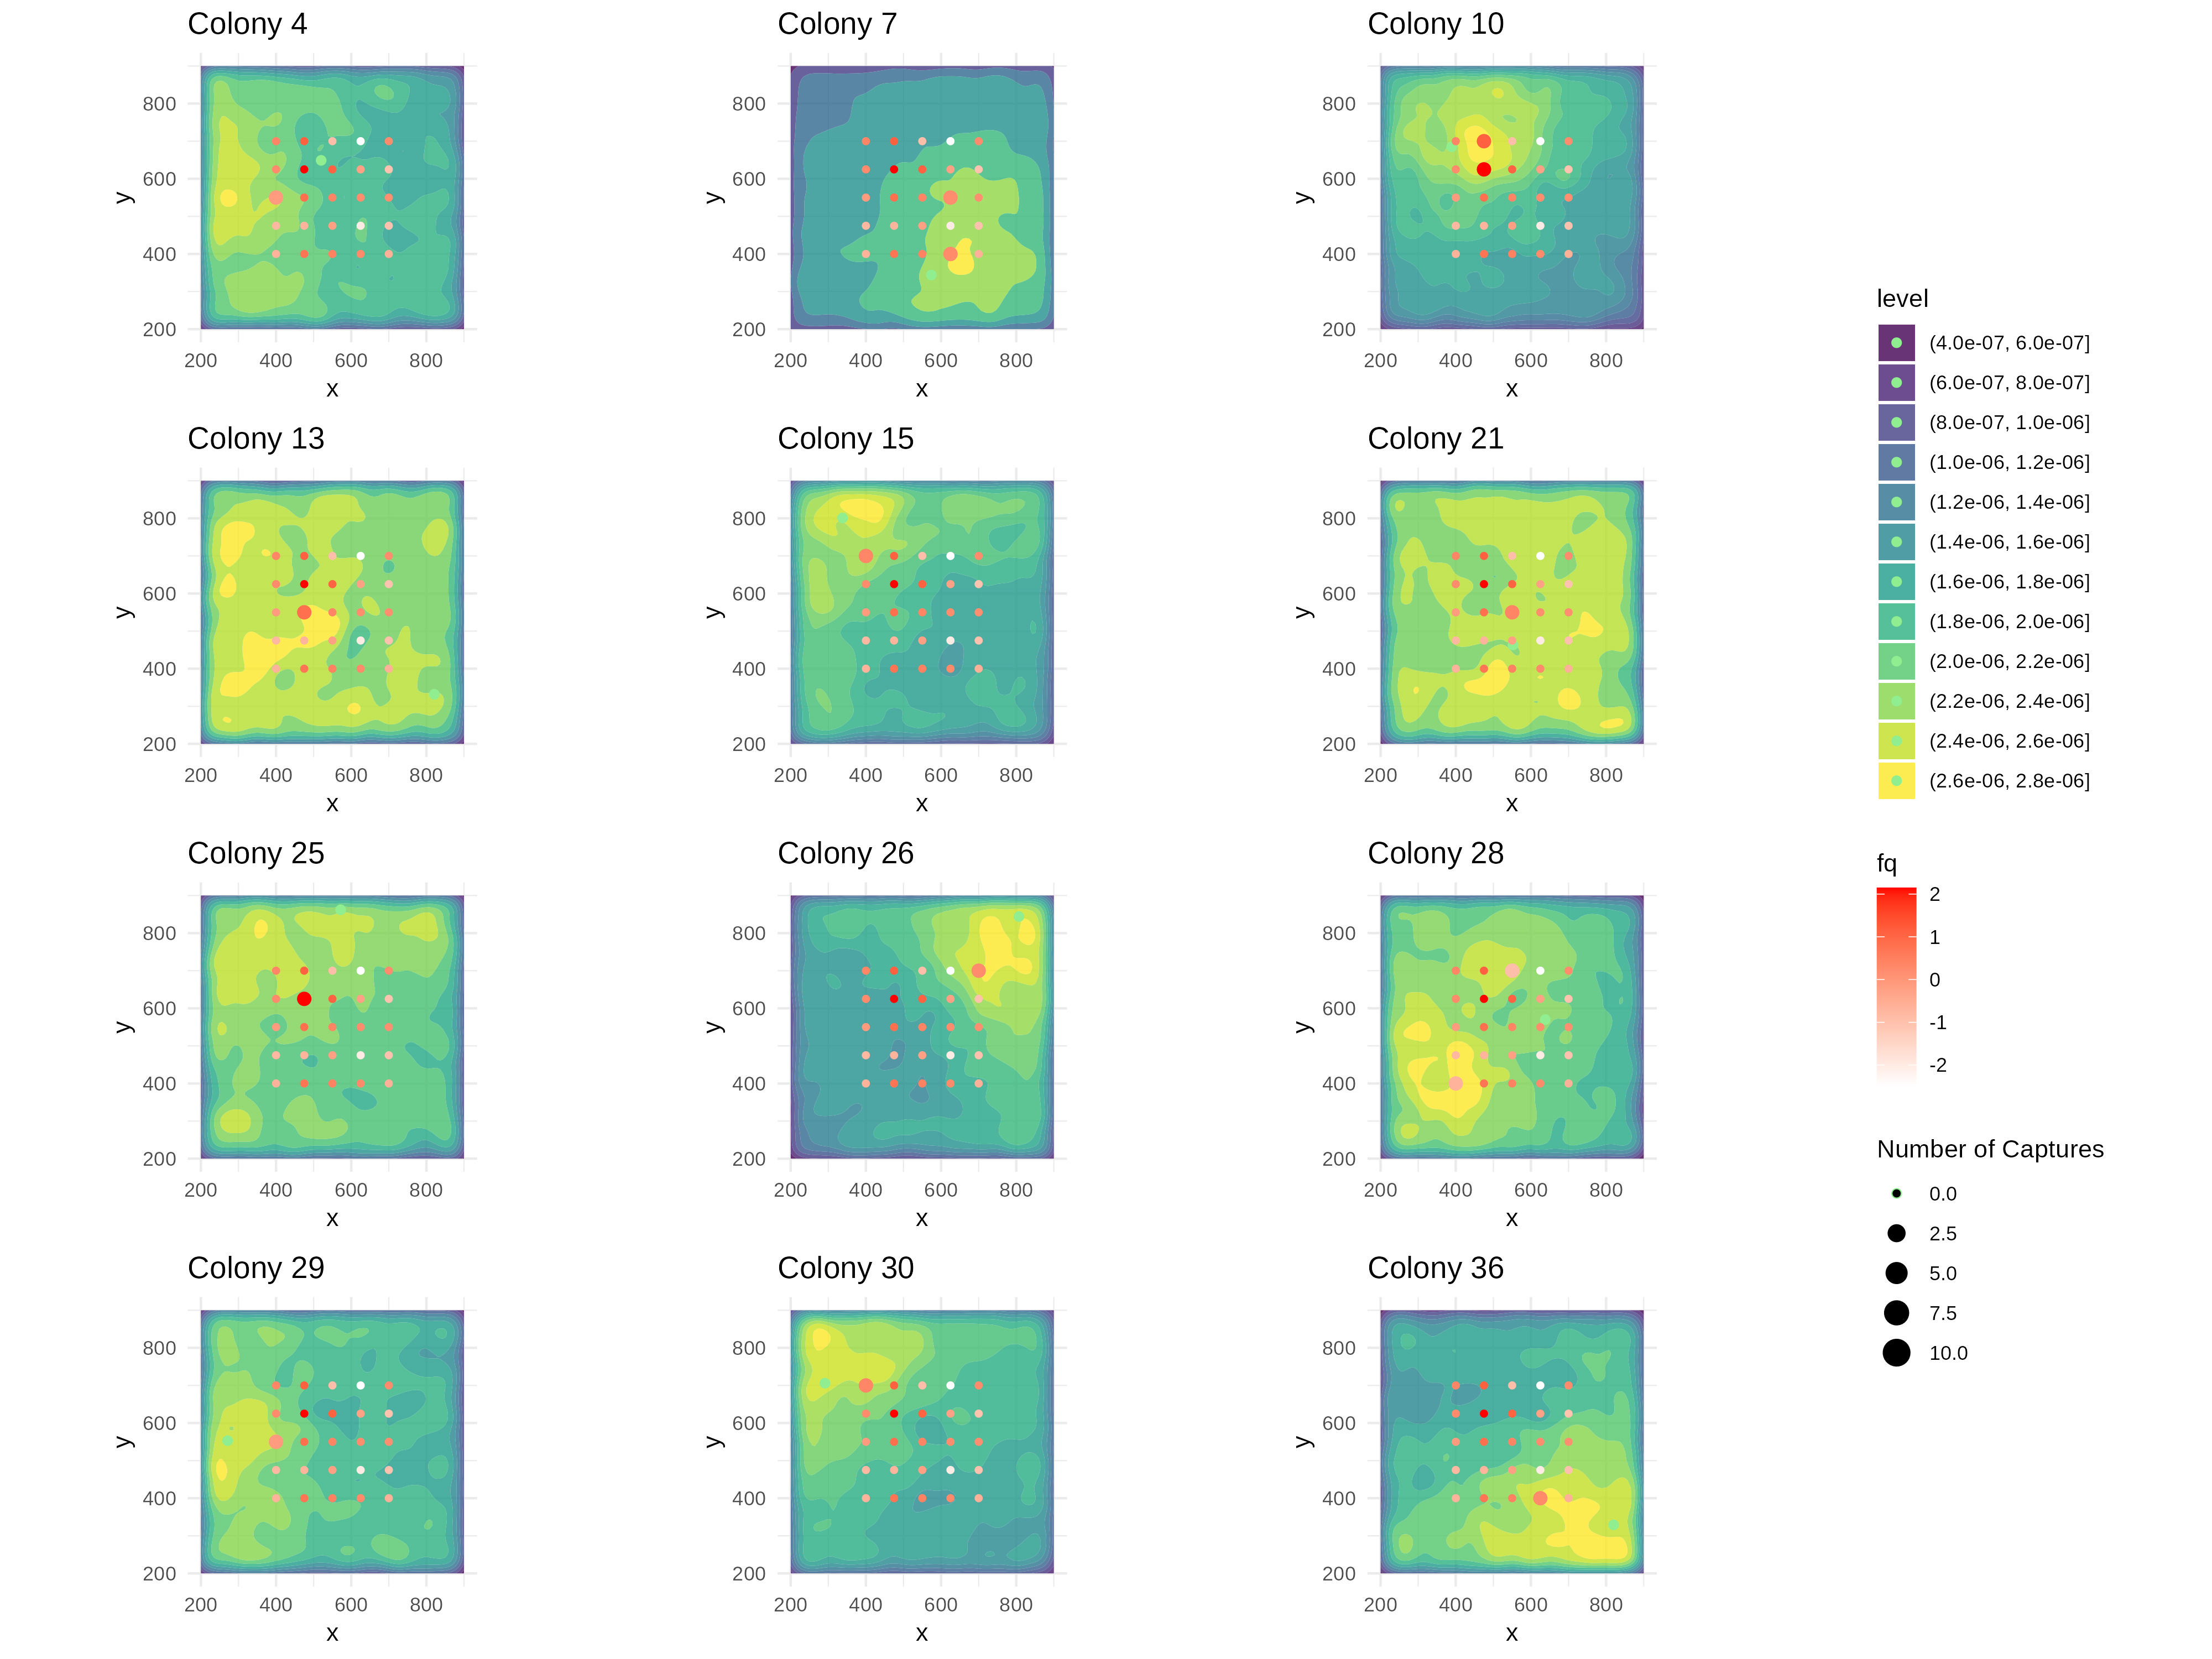 Colony 4
Colony 7
Colony 10
800
600
400
200
200 400 600 800
x
y
800
600
400
200
200 400 600 800
x
y
800
600
400
200
200 400 600 800
x
y
Colony 13
Colony 15
Colony 21
800
600
400
200
200 400 600 800
x
y
800
600
400
200
200 400 600 800
x
y
800
600
400
200
200 400 600 800
x
y
Colony 25
Colony 26
Colony 28
800
600
400
200
200 400 600 800
x
y
800
600
400
200
200 400 600 800
x
y
800
600
400
200
200 400 600 800
x
y
Colony 29
Colony 30
Colony 36
800
600
400
200
200 400 600 800
x
y
800
600
400
200
200 400 600 800
x
y
800
600
400
200
200 400 600 800
x
y
level
(4.0e-07, 6.0e-07]
(6.0e-07, 8.0e-07]
(8.0e-07, 1.0e-06]
(1.0e-06, 1.2e-06]
(1.2e-06, 1.4e-06]
(1.4e-06, 1.6e-06]
(1.6e-06, 1.8e-06]
(1.8e-06, 2.0e-06]
(2.0e-06, 2.2e-06]
(2.2e-06, 2.4e-06]
(2.4e-06, 2.6e-06]
(2.6e-06, 2.8e-06]
fq
2
1
0
-1
-2
Number of Captures
0.0
2.5
5.0
7.5
10.0